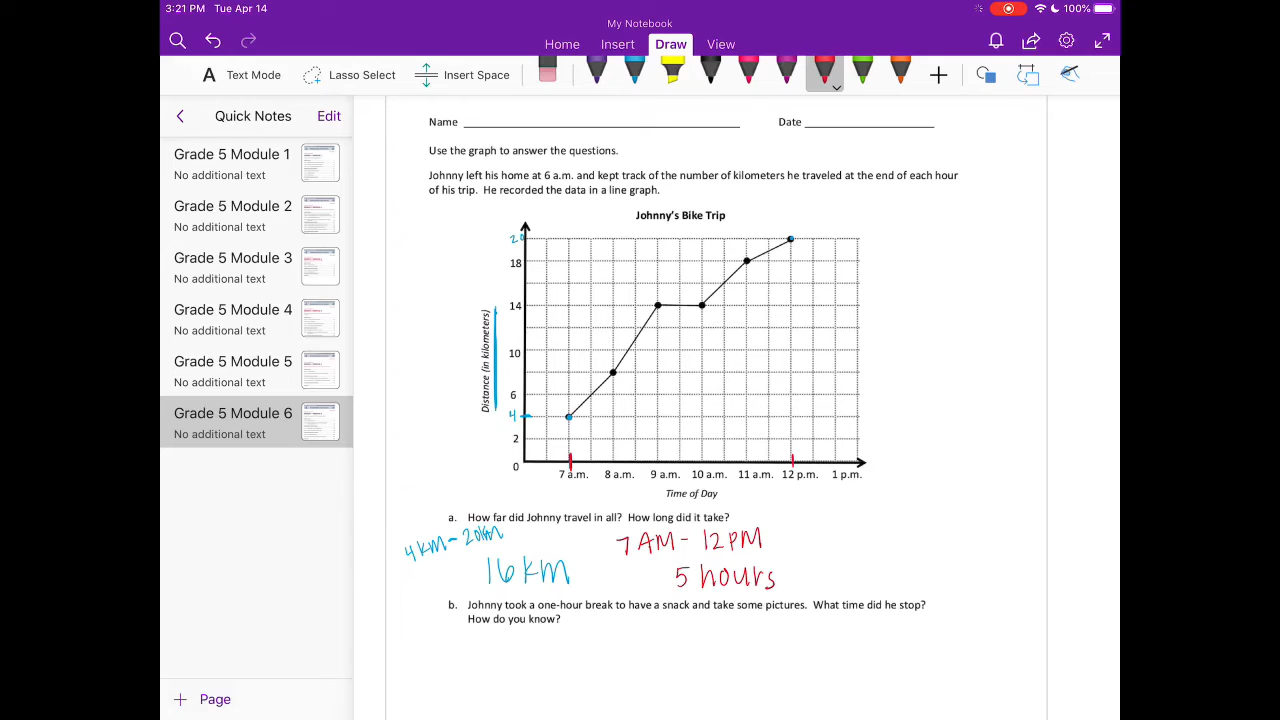 3:21 PM Tue Apr 14
100%
My Notebook
Home Insert Draw View
A Text Mode Lasso Select Insert Space
Quick Notes Edit
Grade 5 Module 1
No additional text
Grade 5 Module 2
No additional text
Grade 5 Module 3
No additional text
Grade 5 Module 4
No additional text
Grade 5 Module 5
No additional text
Grade 5 Module 6
No additional text
Page
Name Date
Use the graph to answer the questions.
Johnny left his home at 6 a.m. and kept track of the number of kilometers he traveled at the end of each hour
of his trip. He recorded the data in a line graph.
Johnny's Bike Trip
20
18
14
10
6
4
2
0
7 a.m. 8 a.m. 9 a.m. 10 a.m. 11 a.m. 12 p.m. 1 p.m.
Time of Day
a. How far did Johnny travel in all? How long did it take?
4 KM - 20KM
16 km
7 AM - 12 PM
5 hours
b. Johnny took a one-hour break to have a snack and take some pictures. What time did he stop?
How do you know?